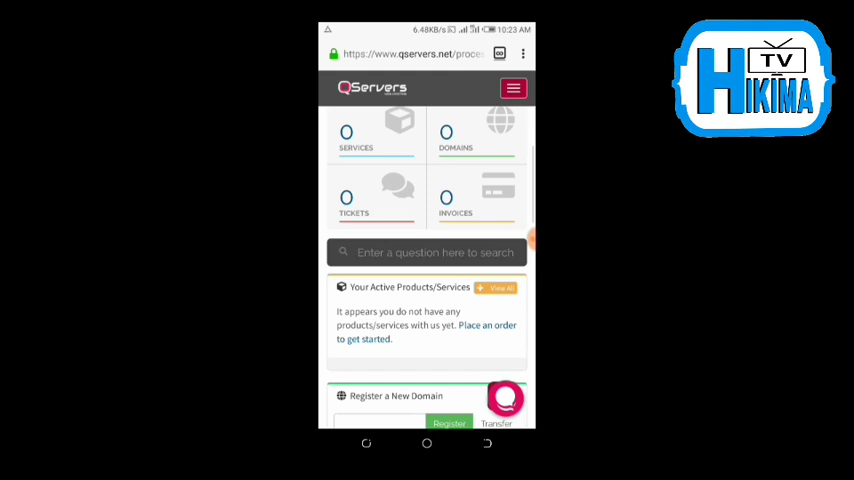 6.48KB/s 10:23 AM
https://www.qservers.net/proce
QServers
0
SERVICES
0
DOMAINS
0
TICKETS
0
INVOICES
Enter a question here to search
Your Active Products/Services
View All
It appears you do not have any
products/services with us yet. Place an order
to get started.
Register a New Domain
Register
Transfer
TV
HIKIMA